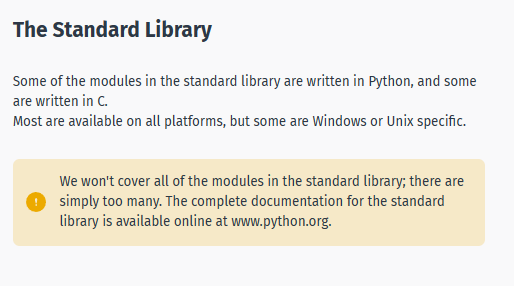 The Standard Library
Some of the modules in the standard library are written in Python, and some
are written in C.
Most are available on all platforms, but some are Windows or Unix specific.
We won't cover all of the modules in the standard library; there are
simply too many. The complete documentation for the standard
library is available online at www.python.org.